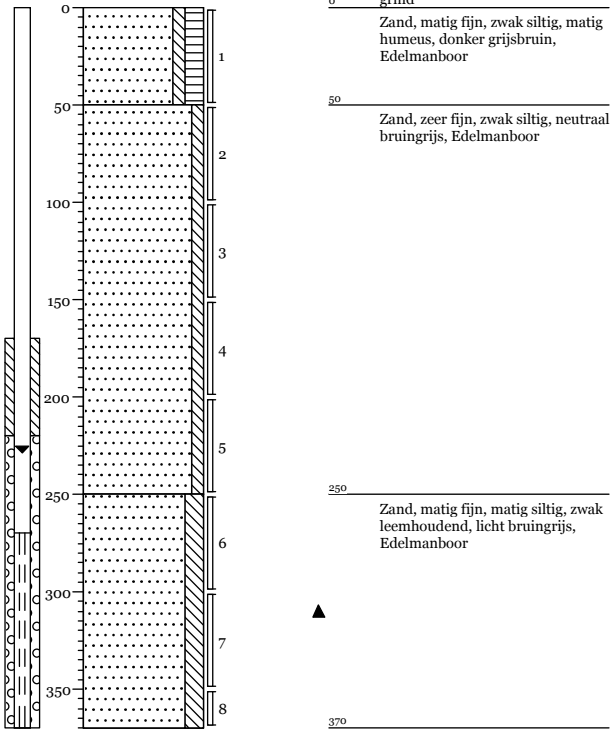 0
grind
0
Zand, matig fijn, zwak siltig, matig
humeus, donker grijsbruin,
Edelmanboor
1
50
50
Zand, zeer fijn, zwak siltig, neutraal
bruingrijs, Edelmanboor
2
100
3
150
4
200
5
250
250
Zand, matig fijn, matig siltig, zwak
leemhoudend, licht bruingrijs,
Edelmanboor
6
300
7
350
8
370